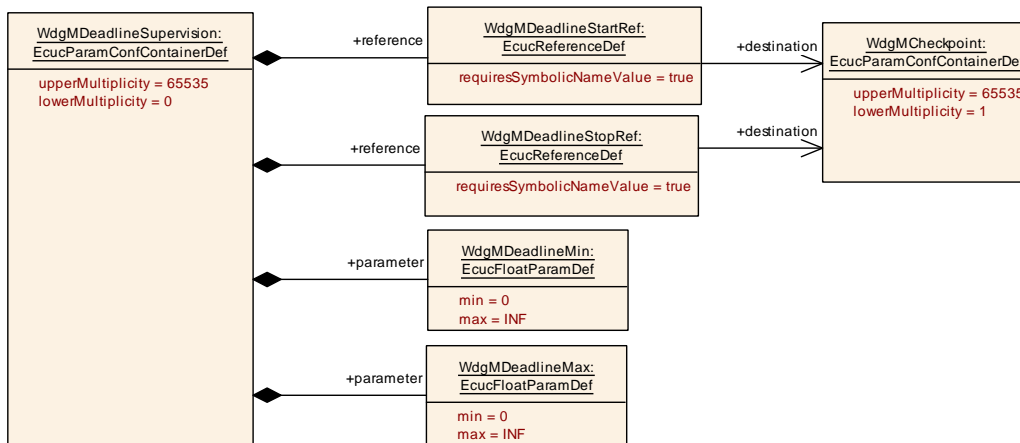 WdgMDeadlineSupervision:
EcucParamConfContainerDef
upperMultiplicity = 65535
lowerMultiplicity = 0
+reference
WdgMDeadlineStartRef:
EcucReferenceDef
requiresSymbolicNameValue = true
+destination
WdgMCheckpoint:
EcucParamConfContainerDe
upperMultiplicity = 65535
lowerMultiplicity = 1
+reference
WdgMDeadlineStopRef:
EcucReferenceDef
requiresSymbolicNameValue = true
+destination
+parameter
WdgMDeadlineMin:
EcucFloatParamDef
min = 0
max = INF
+parameter
WdgMDeadlineMax:
EcucFloatParamDef
min = 0
max = INF